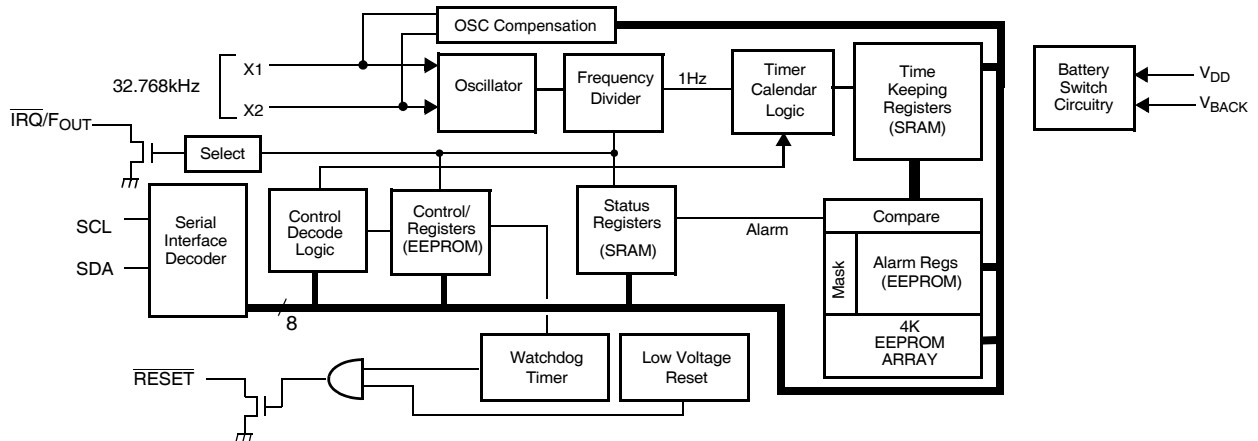 OSC Compensation
32.768kHz
X1
X2
Oscillator
Frequency
Divider
1Hz
Timer
Calendar
Logic
Time
Keeping
Registers
(SRAM)
Battery
Switch
Circuitry
VDD
VBACK
IRQ/FOUT
Select
SCL
SDA
Serial
Interface
Decoder
Control
Decode
Logic
Control/
Registers
(EEPROM)
Status
Registers
(SRAM)
Alarm
Compare
Mask
Alarm Regs
(EEPROM)
4K
EEPROM
ARRAY
8
Watchdog
Timer
Low Voltage
Reset
RESET